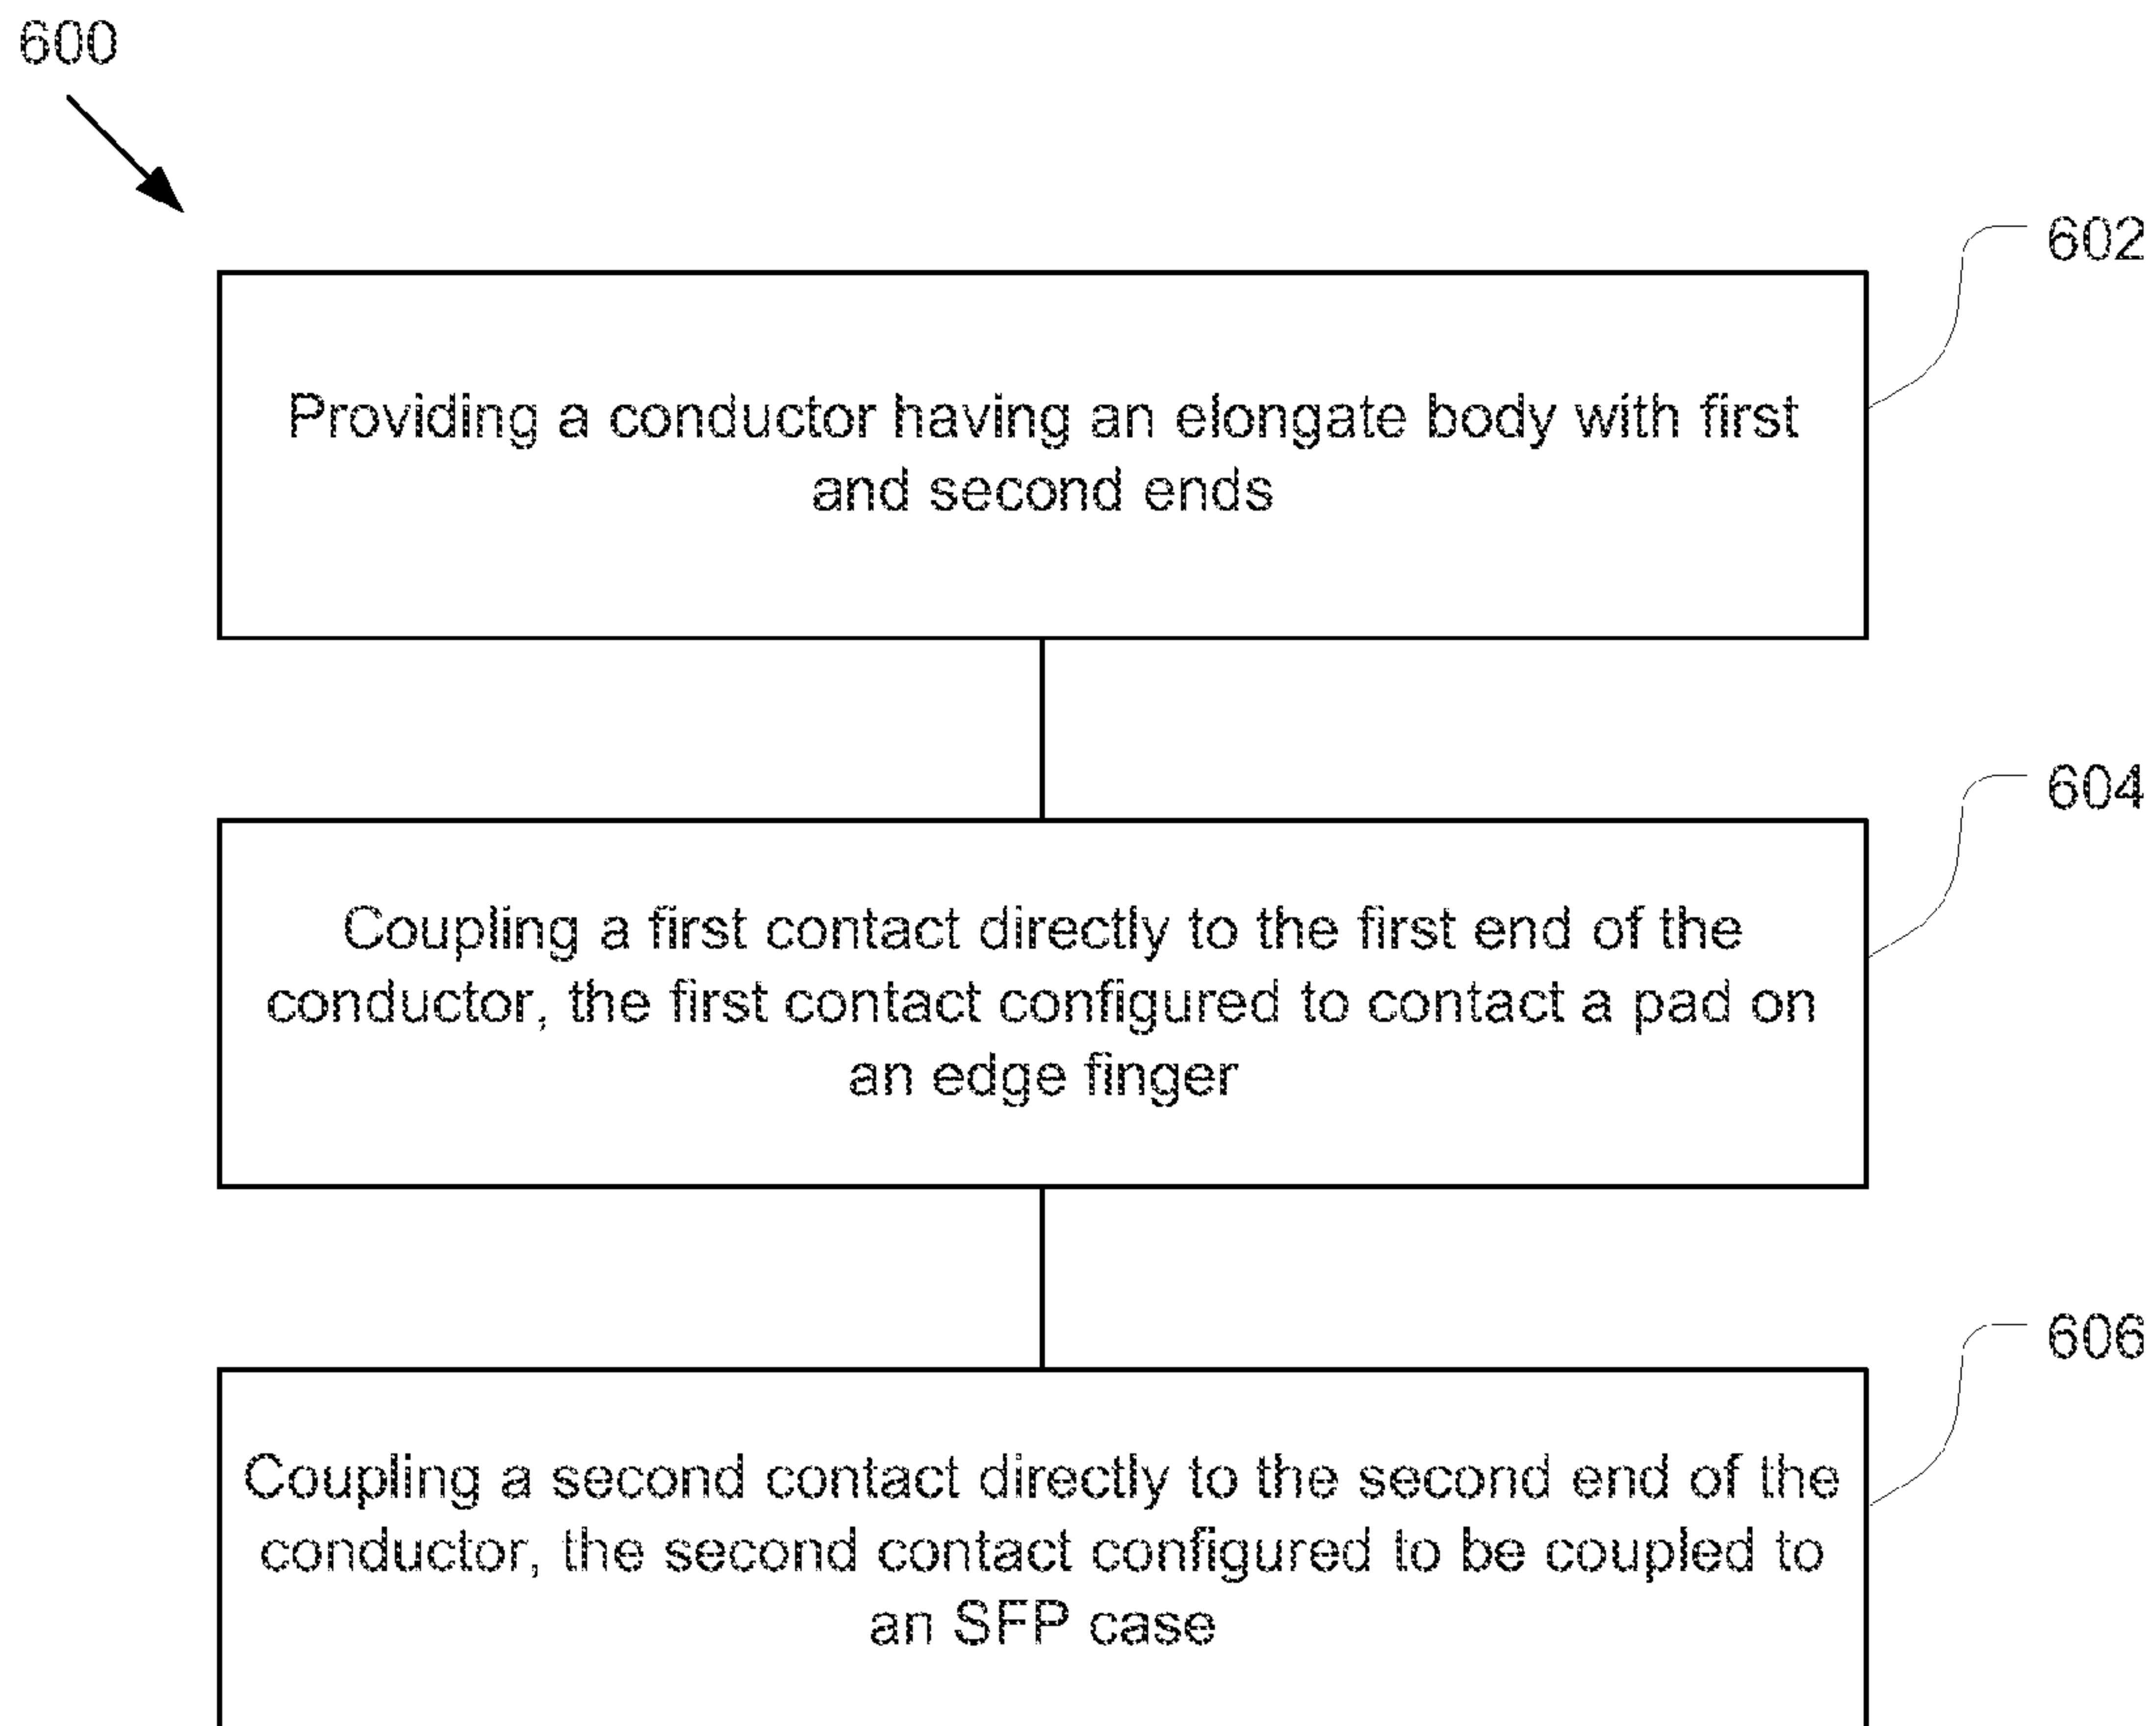 600
602
Providing a conductor having an elongate body with first
and second ends
604
Coupling a first contact directly to the first end of the
conductor, the first contact configured to contact a pad on
an edge finger
606
Coupling a second contact directly to the second end of the
conductor, the second contact configured to be coupled to
an SFP case